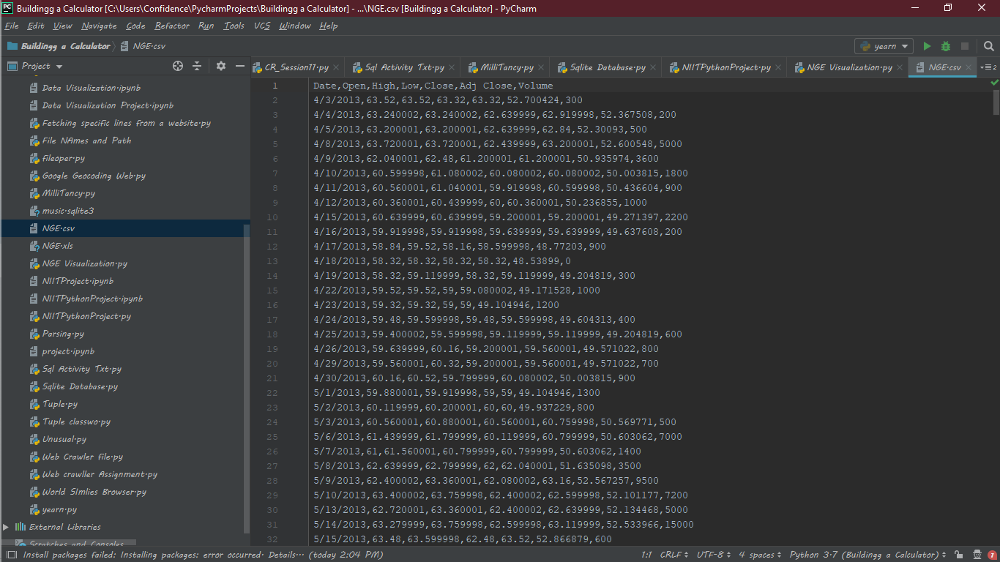 Buildingg a Calculator [C:\Users\Confidence\PycharmProjects\Buildingg a Calculator] - ...\NGE.csv [Buildingg a Calculator] - PyCharm
File Edit View Navigate Code Refactor Run Tools VCS Window Help
Buildingg a Calculator NGE.csv yearn
Project
CR_Session11.py Sql Activity Txt.py MilliTancy.py Sqlite Database.py NIITPythonProject.py NGE Visualization.py NGE.csv 2
Data Visualization.ipynb
Data Visualization Project.ipynb
Fetching specific lines from a website.py
File NAmes and Path
fileoper.py
Google Geocoding Web.py
MilliTancy.py
music.sqlite3
NGE.csv
NGE.xls
NGE Visualization.py
NIITProject.ipynb
NIITPythonProject.ipynb
NIITPythonProject.py
Parsing.py
project.ipynb
Sql Activity Txt.py
Sqlite Database.py
Tuple.py
Tuple classwo.py
Unusual.py
Web Crawler file.py
Web crawller Assignment.py
World SImlies Browser.py
yearn.py
External Libraries
Scratches and Consoles
1 Date,Open,High,Low,Close,Adj Close,Volume
2 4/3/2013,63.52,63.52,63.32,63.32,52.700424,300
3 4/4/2013,63.240002,63.240002,62.639999,62.919998,52.367508,200
4 4/5/2013,63.200001,63.200001,62.639999,62.84,52.30093,500
5 4/8/2013,63.720001,63.720001,62.439999,63.200001,52.600548,5000
6 4/9/2013,62.040001,62.48,61.200001,61.200001,50.935974,3600
7 4/10/2013,60.599998,61.080002,60.080002,60.080002,50.003815,1800
8 4/11/2013,60.560001,61.040001,59.919998,60.599998,50.436604,900
9 4/12/2013,60.360001,60.439999,60,60.360001,50.236855,1000
10 4/15/2013,60.639999,60.639999,59.200001,59.200001,49.271397,2200
11 4/16/2013,59.919998,59.919998,59.639999,59.639999,49.637608,200
12 4/17/2013,58.84,59.52,58.16,58.599998,48.77203,900
13 4/18/2013,58.32,58.32,58.32,58.32,48.53899,0
14 4/19/2013,58.32,59.119999,58.32,59.119999,49.204819,300
15 4/22/2013,59.52,59.52,59,59.080002,49.171528,1000
16 4/23/2013,59.32,59.32,59,59,49.104946,1200
17 4/24/2013,59.48,59.599998,59.48,59.599998,49.604313,400
18 4/25/2013,59.400002,59.599998,59.119999,59.119999,49.204819,600
19 4/26/2013,59.639999,60.16,59.200001,59.560001,49.571022,800
20 4/29/2013,59.560001,60.32,59.200001,59.560001,49.571022,700
21 4/30/2013,60.16,60.52,59.799999,60.080002,50.003815,900
22 5/1/2013,59.880001,59.919998,59,59,49.104946,1300
23 5/2/2013,60.119999,60.200001,60,60,49.937229,800
24 5/3/2013,60.560001,60.880001,60.560001,60.759998,50.569771,500
25 5/6/2013,61.439999,61.799999,60.119999,60.799999,50.603062,7000
26 5/7/2013,61,61.560001,60.799999,60.799999,50.603062,1400
27 5/8/2013,62.639999,62.799999,62,62.040001,51.635098,3500
28 5/9/2013,62.400002,63.360001,62.080002,63.16,52.567257,9500
29 5/10/2013,63.400002,63.759998,62.400002,62.599998,52.101177,7200
30 5/13/2013,62.720001,63.360001,62.400002,62.639999,52.134468,5000
31 5/14/2013,63.279999,63.759998,62.599998,63.119999,52.533966,15000
32 5/15/2013,63.48,63.599998,62.48,63.52,52.866879,600
Install packages failed: Installing packages: error occurred. Details... (today 2:04 PM) 1:1 CRLF UTF-8 4 spaces Python 3.7 (Buildingg a Calculator) 1